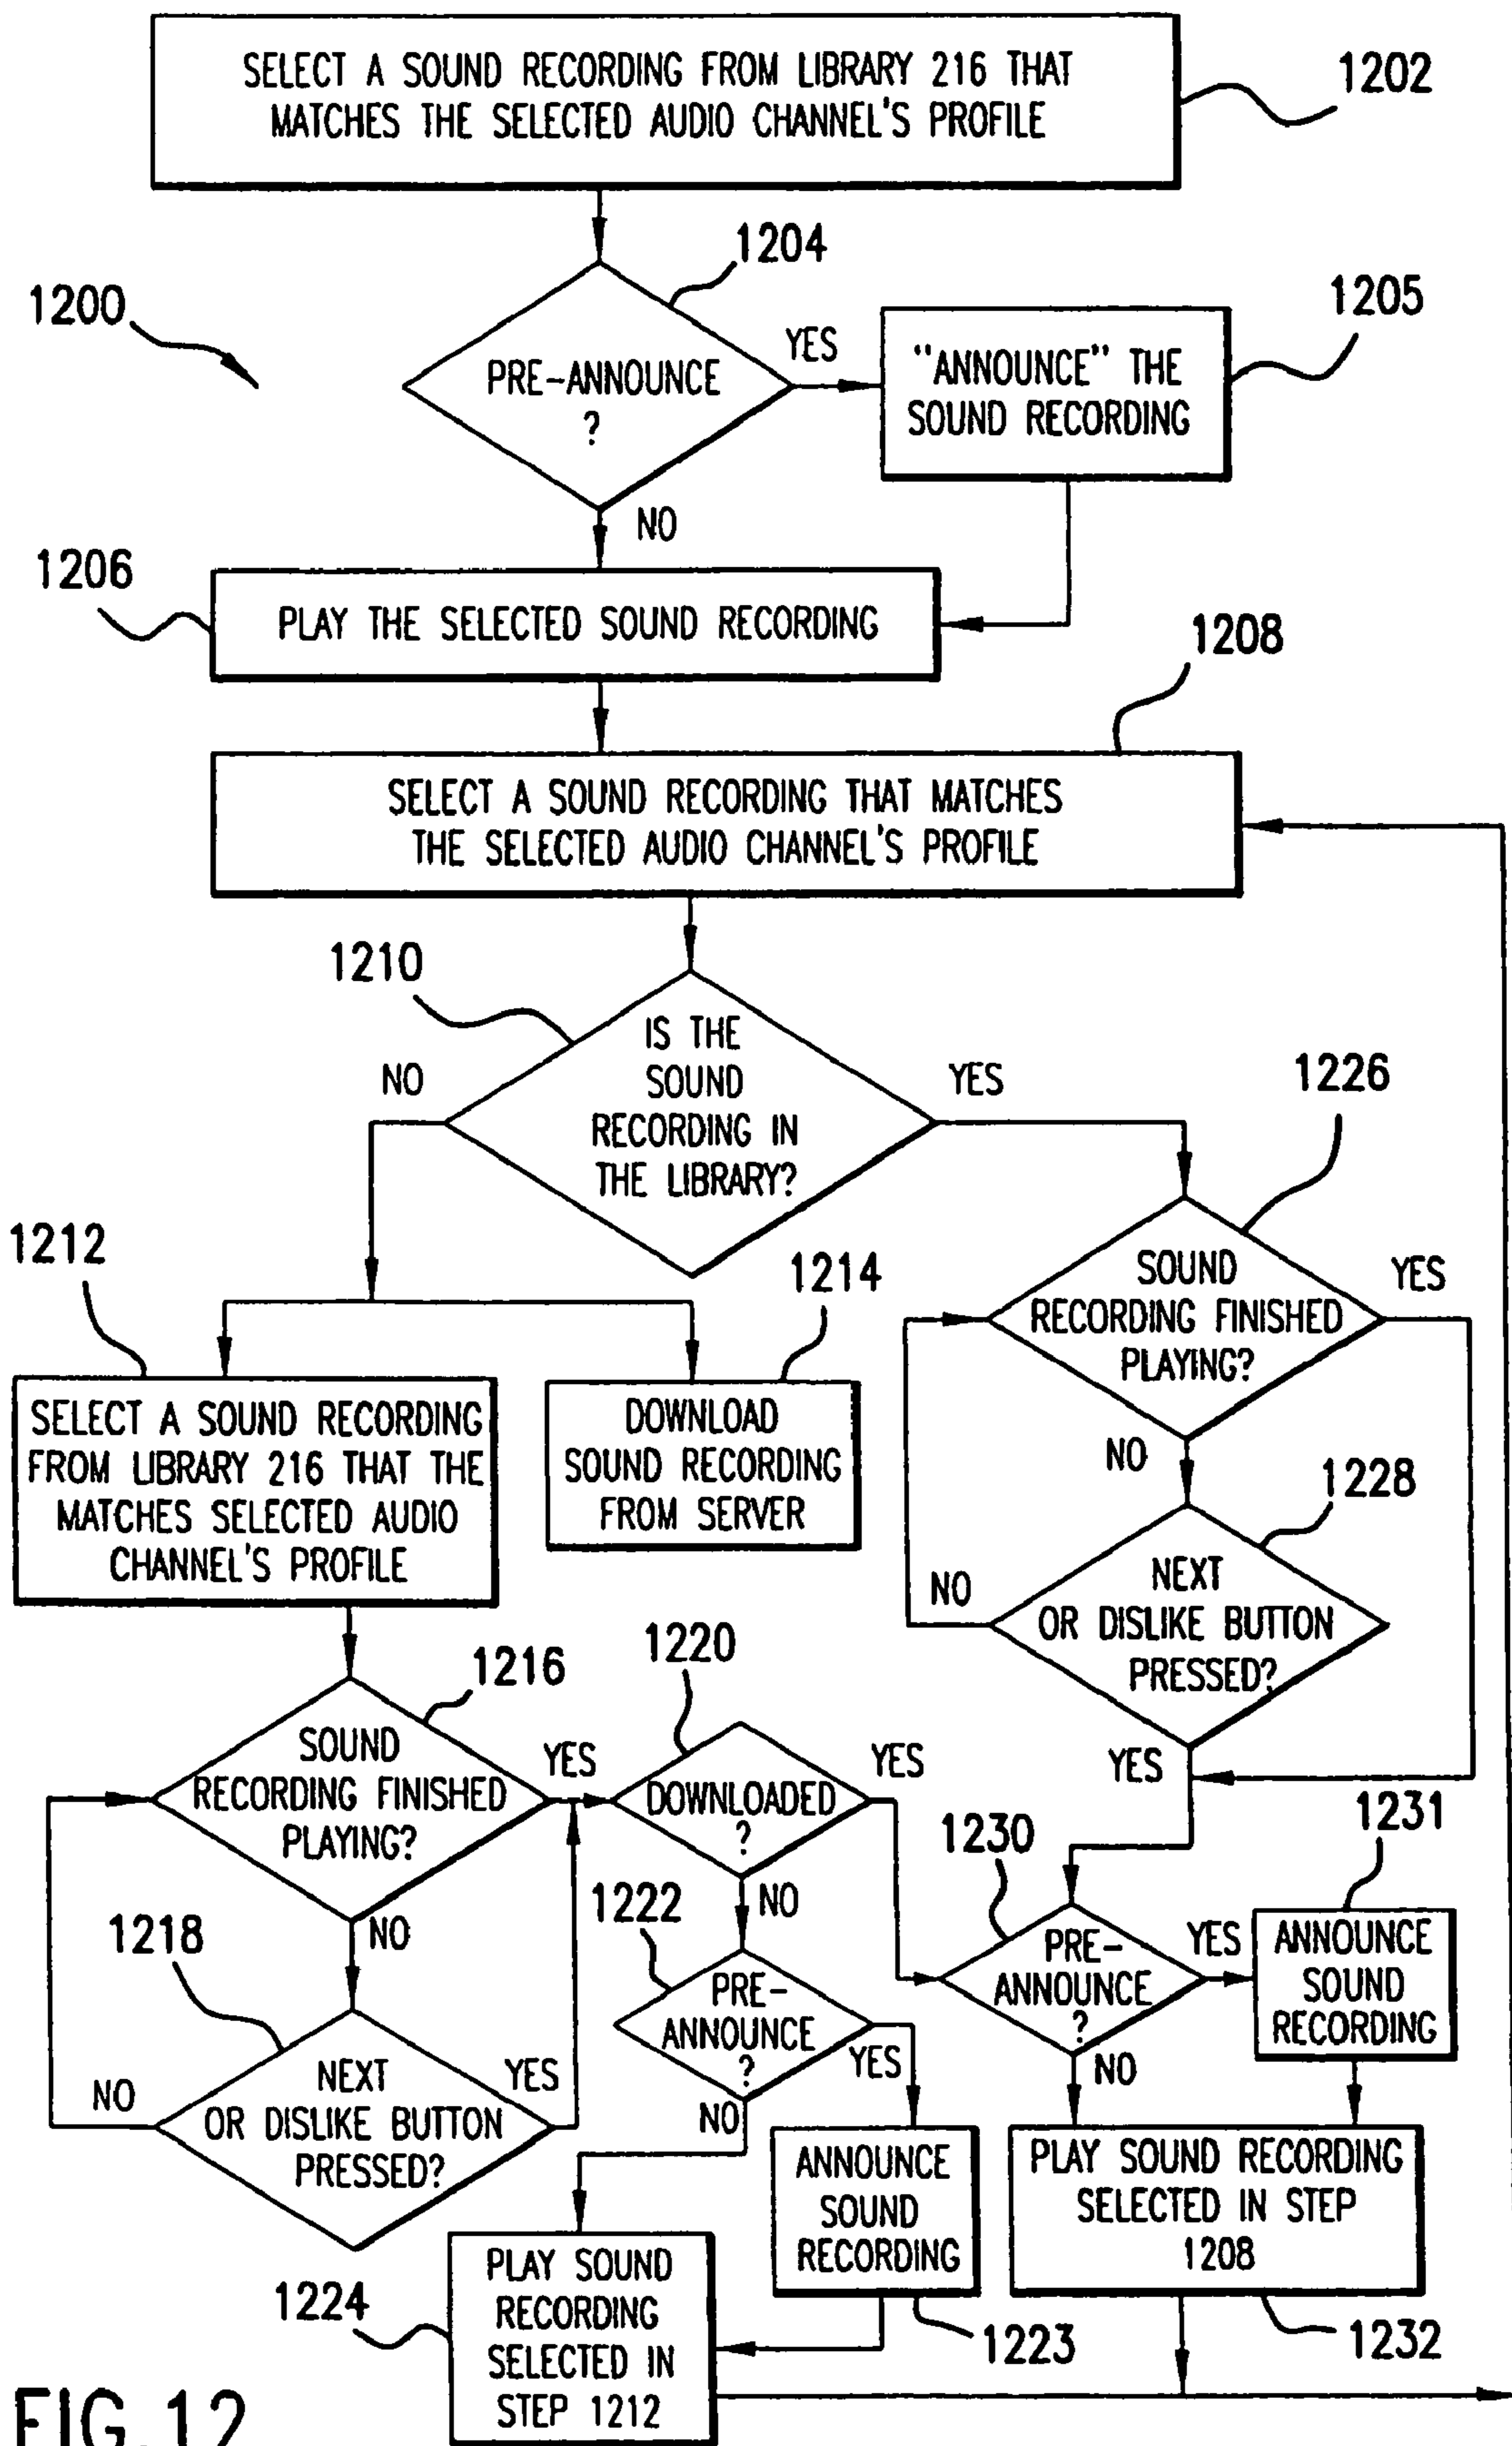 SELECT A SOUND RECORDING FROM LIBRARY 216 THAT
MATCHES THE SELECTED AUDIO CHANNEL'S PROFILE
1202
1204
1200
PRE-ANNOUNCE
?
YES
"ANNOUNCE" THE
SOUND RECORDING
1205
NO
1206
PLAY THE SELECTED SOUND RECORDING
1208
SELECT A SOUND RECORDING THAT MATCHES
THE SELECTED AUDIO CHANNEL'S PROFILE
1210
IS THE
SOUND
RECORDING IN
THE LIBRARY?
NO
YES
1226
1212
1214
SOUND
RECORDING FINISHED
PLAYING?
YES
NO
SELECT A SOUND RECORDING
FROM LIBRARY 216 THAT THE
MATCHES SELECTED AUDIO
CHANNEL'S PROFILE
DOWNLOAD
SOUND RECORDING
FROM SERVER
1228
NEXT
OR DISLIKE BUTTON
PRESSED?
NO
YES
1216
SOUND
RECORDING FINISHED
PLAYING?
YES
NO
1220
DOWNLOADED
?
YES
NO
1218
NEXT
OR DISLIKE BUTTON
PRESSED?
NO
YES
1222
PRE-
ANNOUNCE
?
YES
NO
1230
PRE-
ANNOUNCE
?
YES
NO
1231
ANNOUNCE
SOUND
RECORDING
ANNOUNCE
SOUND
RECORDING
1223
PLAY SOUND RECORDING
SELECTED IN STEP
1208
1232
1224
PLAY SOUND
RECORDING
SELECTED IN
STEP 1212
FIG.12